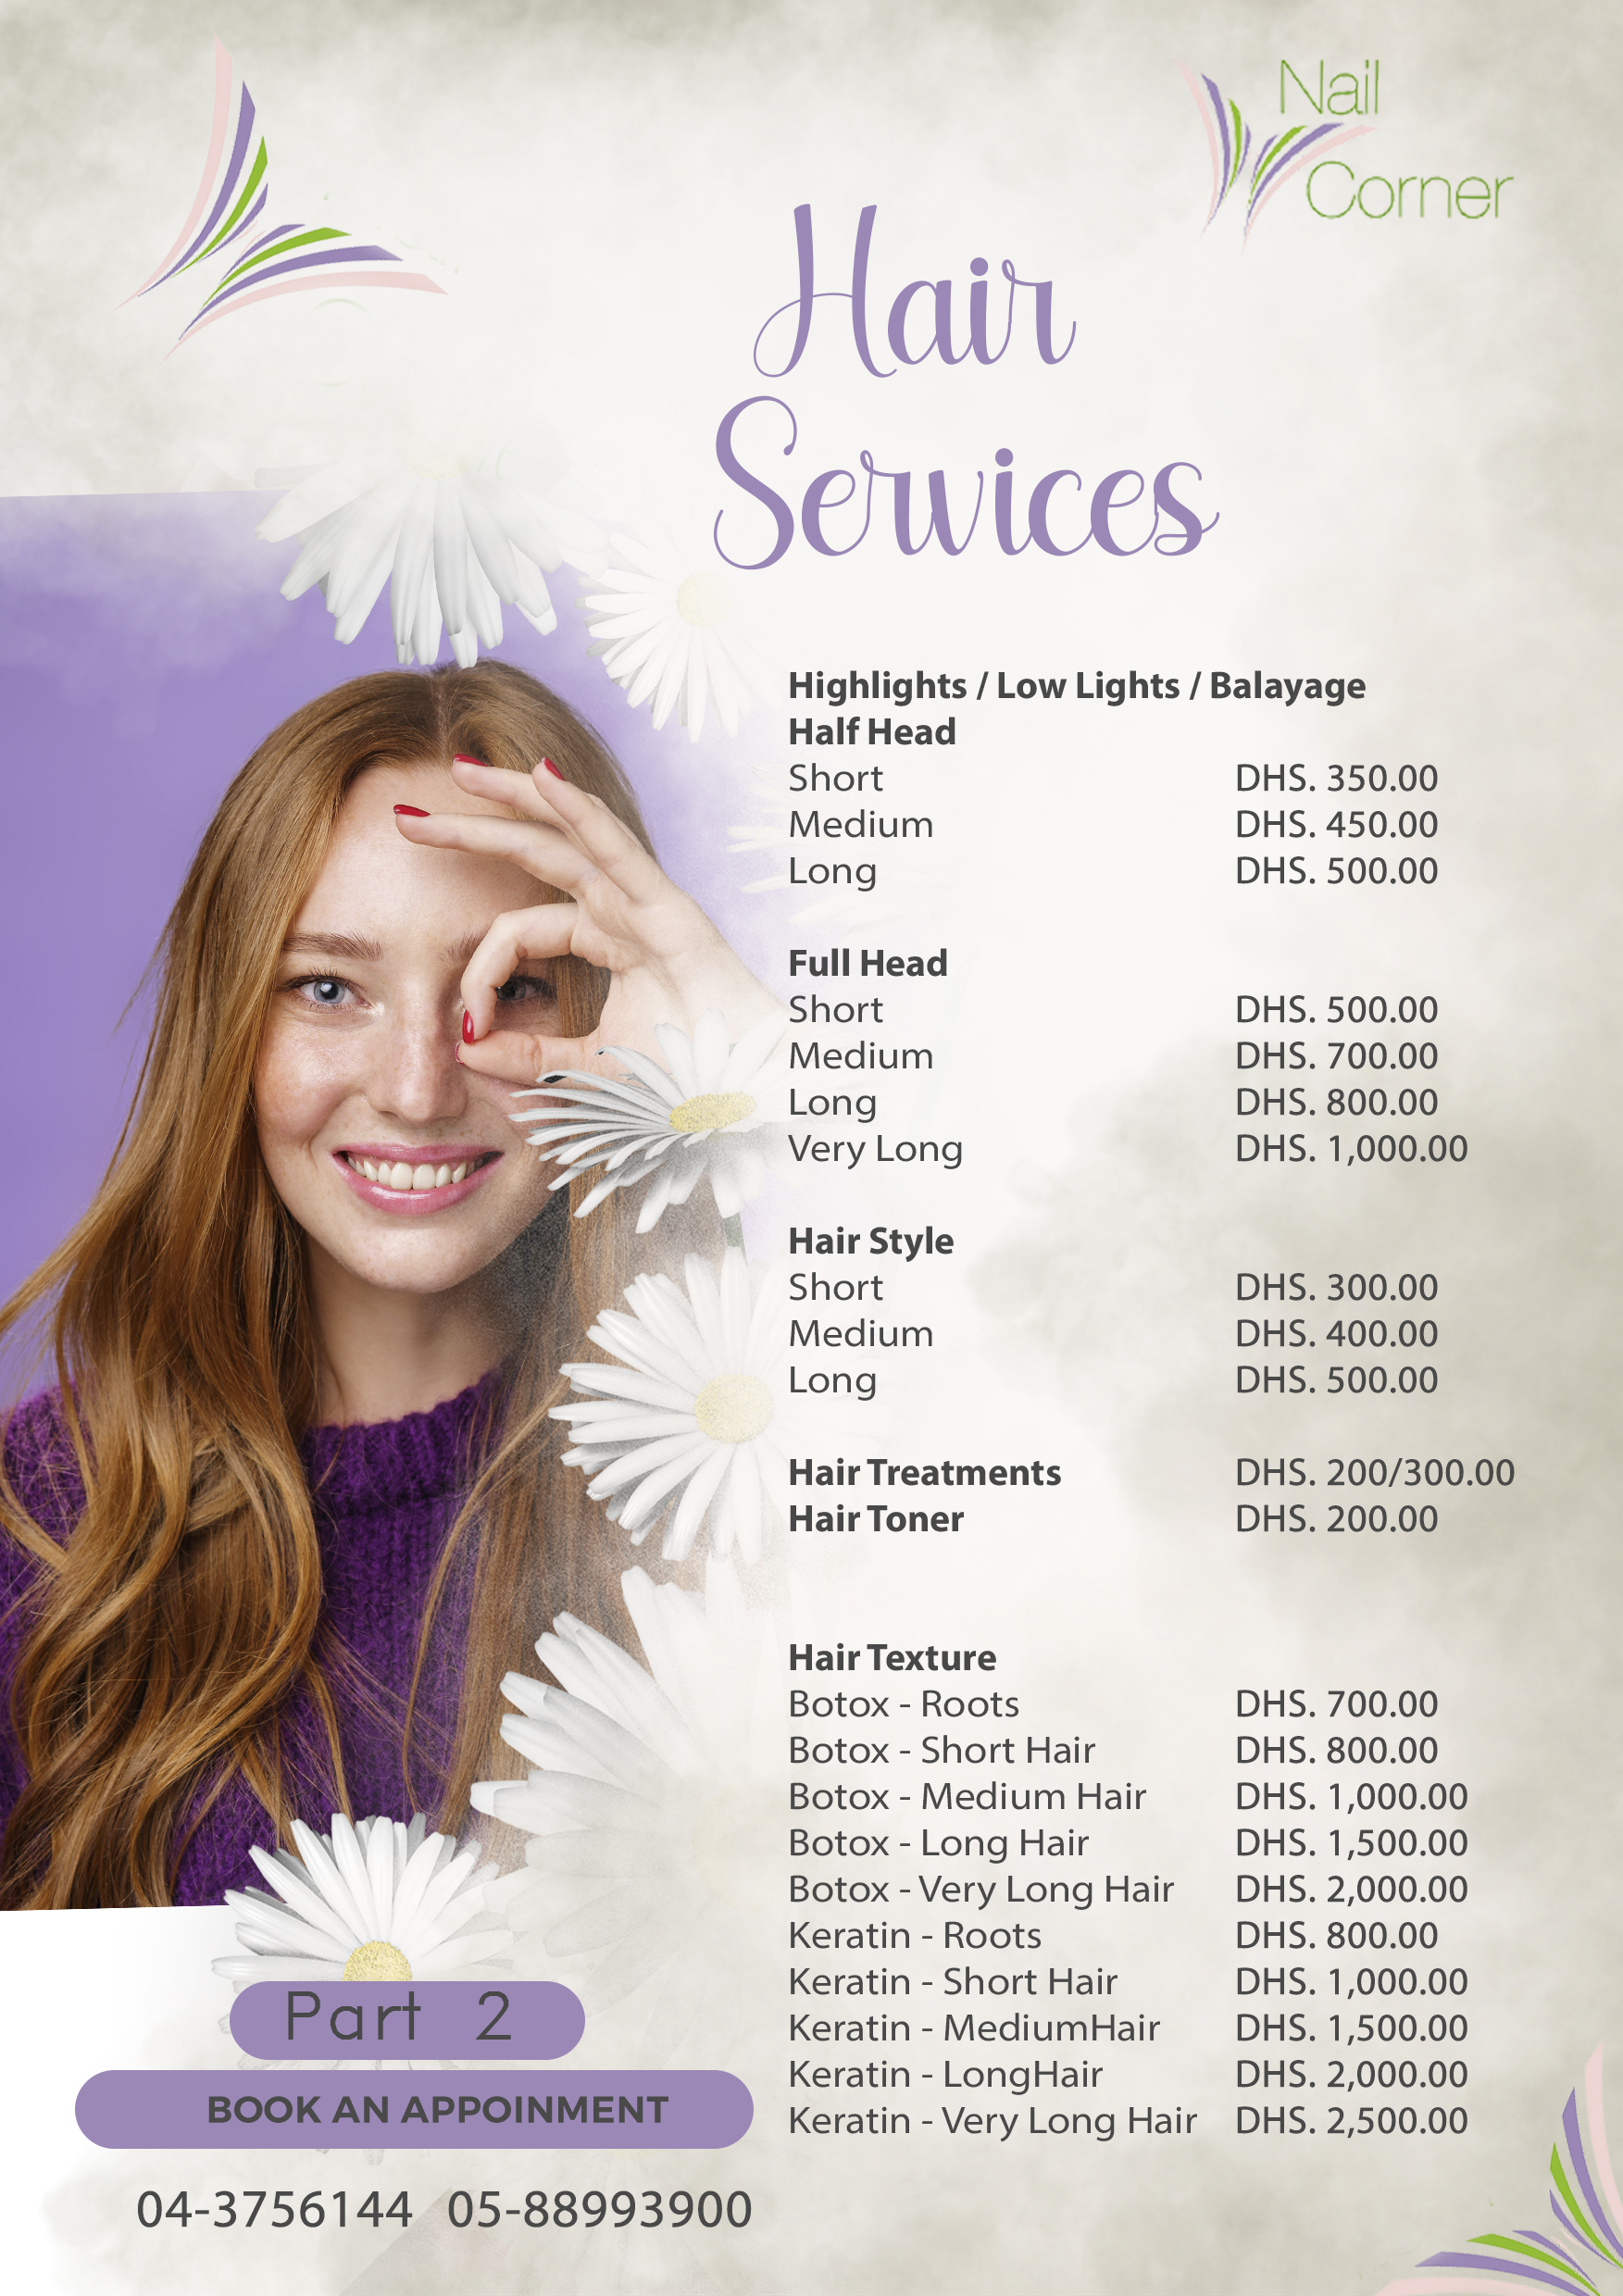 Nail
Corner
Hair
Services
Highlights / Low Lights / Balayage
Half Head
Short DHS. 350.00
Medium DHS. 450.00
Long DHS. 500.00
Full Head
Short DHS. 500.00
Medium DHS. 700.00
Long DHS. 800.00
Very Long DHS. 1,000.00
Hair Style
Short DHS. 300.00
Medium DHS. 400.00
Long DHS. 500.00
Hair Treatments DHS. 200/300.00
Hair Toner DHS. 200.00
Hair Texture
Botox - Roots DHS. 700.00
Botox - Short Hair DHS. 800.00
Botox - Medium Hair DHS. 1,000.00
Botox - Long Hair DHS. 1,500.00
Botox - Very Long Hair DHS. 2,000.00
Keratin - Roots DHS. 800.00
Keratin - Short Hair DHS. 1,000.00
Keratin - MediumHair DHS. 1,500.00
Keratin - LongHair DHS. 2,000.00
Keratin - Very Long Hair DHS. 2,500.00
Part 2
BOOK AN APPOINMENT
04-3756144 05-88993900